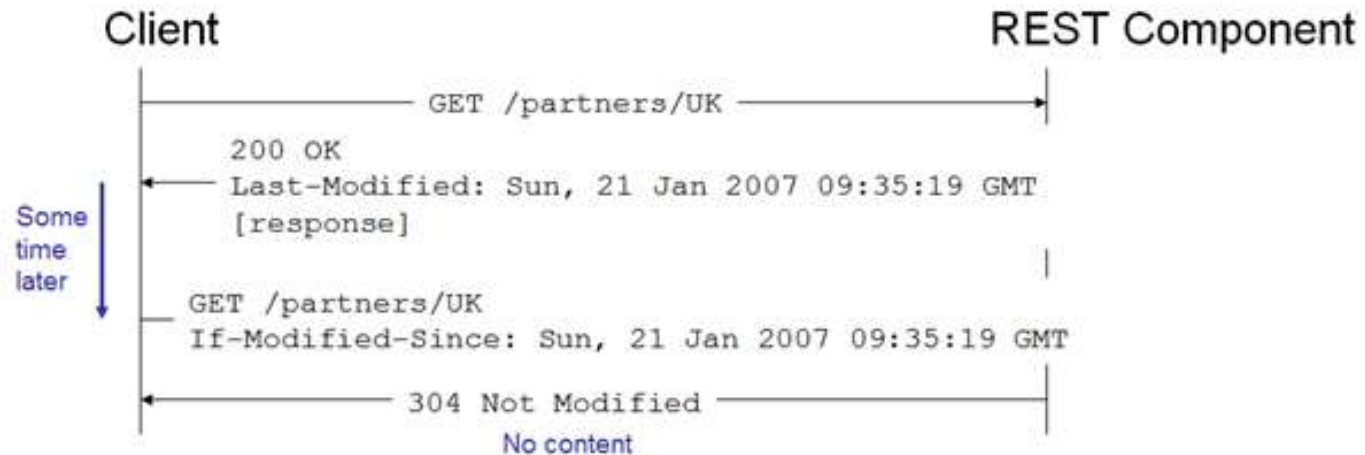 Client
REST Component
GET /partners/UK
200 OK
Last-Modified: Sun, 21 Jan 2007 09:35:19 GMT
[response]
Some
time
later
GET /partners/UK
If-Modified-Since: Sun, 21 Jan 2007 09:35:19 GMT
304 Not Modified
No content